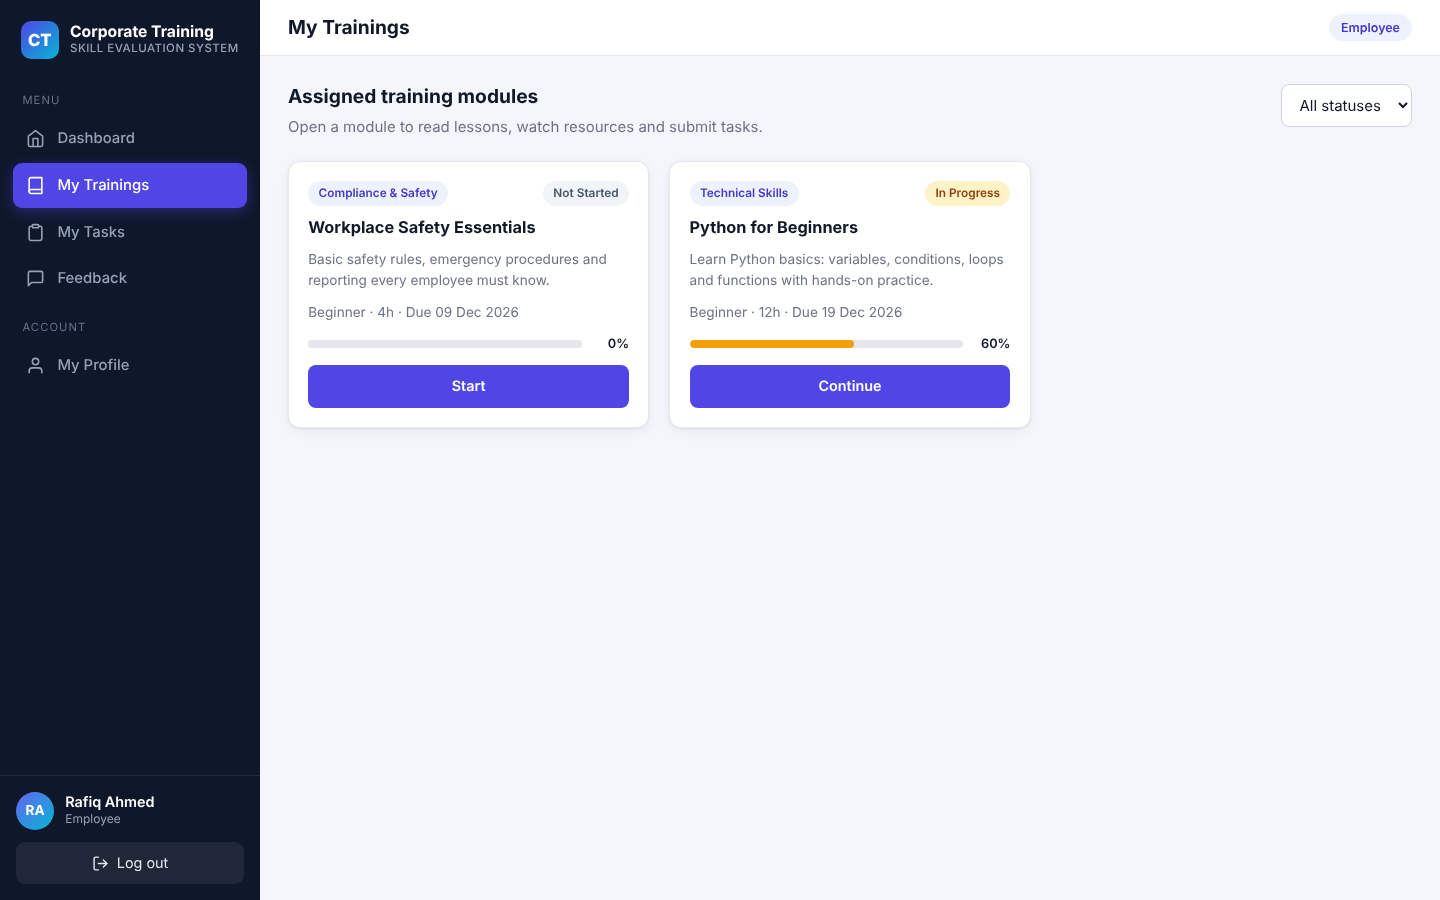 CT
Corporate Training
SKILL EVALUATION SYSTEM
MENU
Dashboard
My Trainings
My Tasks
Feedback
ACCOUNT
My Profile
RA
Rafiq Ahmed
Employee
Log out
My Trainings
Employee
Assigned training modules
Open a module to read lessons, watch resources and submit tasks.
All statuses
Compliance & Safety
Not Started
Workplace Safety Essentials
Basic safety rules, emergency procedures and
reporting every employee must know.
Beginner · 4h · Due 09 Dec 2026
0%
Start
Technical Skills
In Progress
Python for Beginners
Learn Python basics: variables, conditions, loops
and functions with hands-on practice.
Beginner · 12h · Due 19 Dec 2026
60%
Continue